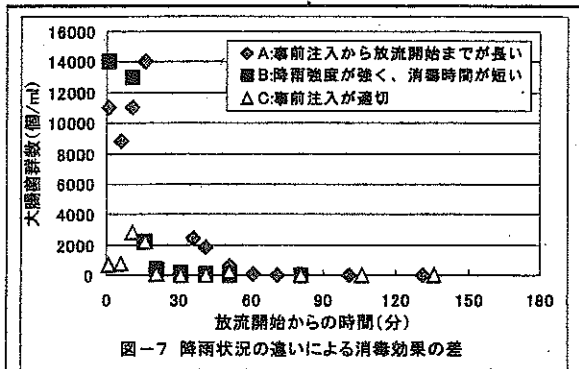 16000
14000
12000
10000
8000
6000
4000
2000
0
大腸菌群数(個/ml)
A:事前注入から放流開始までが長い
B:降雨強度が強く、消毒時間が短い
C:事前注入が適切
0 30 60 90 120 150 180
放流開始からの時間(分)
図－7 降雨状況の違いによる消毒効果の差